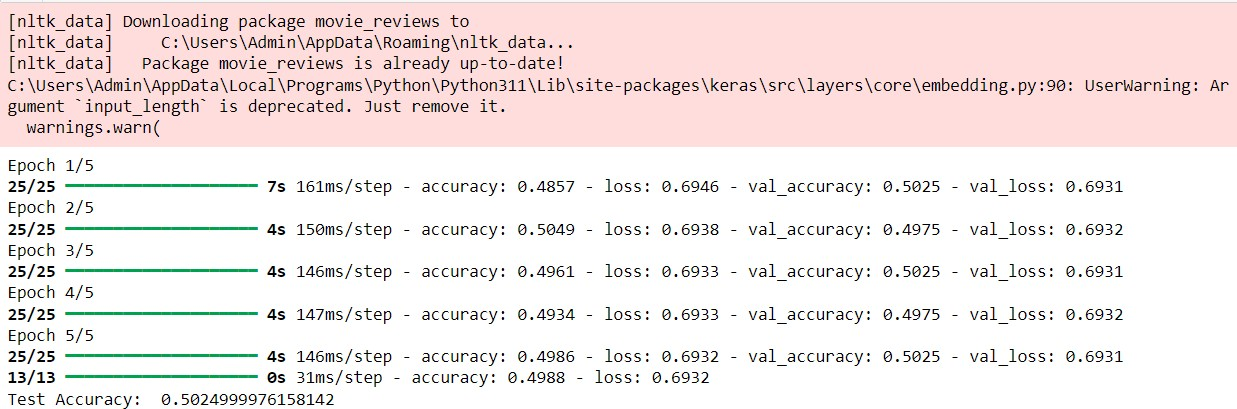 [nltk_data] Downloading package movie_reviews to
[nltk_data]     C:\Users\Admin\AppData\Roaming\nltk_data...
[nltk_data]   Package movie_reviews is already up-to-date!
C:\Users\Admin\AppData\Local\Programs\Python\Python311\Lib\site-packages\keras\src\layers\core\embedding.py:90: UserWarning: Ar
gument `input_length` is deprecated. Just remove it.
  warnings.warn(
Epoch 1/5
25/25 ━━━━━━━━━━━━━━━━━━━━ 7s 161ms/step - accuracy: 0.4857 - loss: 0.6946 - val_accuracy: 0.5025 - val_loss: 0.6931
Epoch 2/5
25/25 ━━━━━━━━━━━━━━━━━━━━ 4s 150ms/step - accuracy: 0.5049 - loss: 0.6938 - val_accuracy: 0.4975 - val_loss: 0.6932
Epoch 3/5
25/25 ━━━━━━━━━━━━━━━━━━━━ 4s 146ms/step - accuracy: 0.4961 - loss: 0.6933 - val_accuracy: 0.5025 - val_loss: 0.6931
Epoch 4/5
25/25 ━━━━━━━━━━━━━━━━━━━━ 4s 147ms/step - accuracy: 0.4934 - loss: 0.6933 - val_accuracy: 0.4975 - val_loss: 0.6932
Epoch 5/5
25/25 ━━━━━━━━━━━━━━━━━━━━ 4s 146ms/step - accuracy: 0.4986 - loss: 0.6932 - val_accuracy: 0.5025 - val_loss: 0.6931
13/13 ━━━━━━━━━━━━━━━━━━━━ 0s 31ms/step - accuracy: 0.4988 - loss: 0.6932
Test Accuracy:  0.5024999976158142